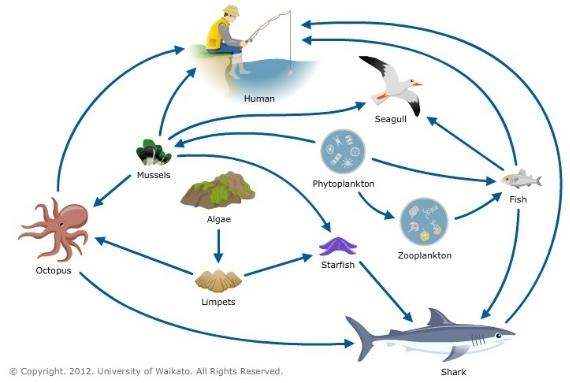 Human
Seagull
Mussels
Phytoplankton
Algae
Fish
Zooplankton
Octopus
Starfish
Limpets
Shark
© Copyright. 2012. University of Waikato. All Rights Reserved.